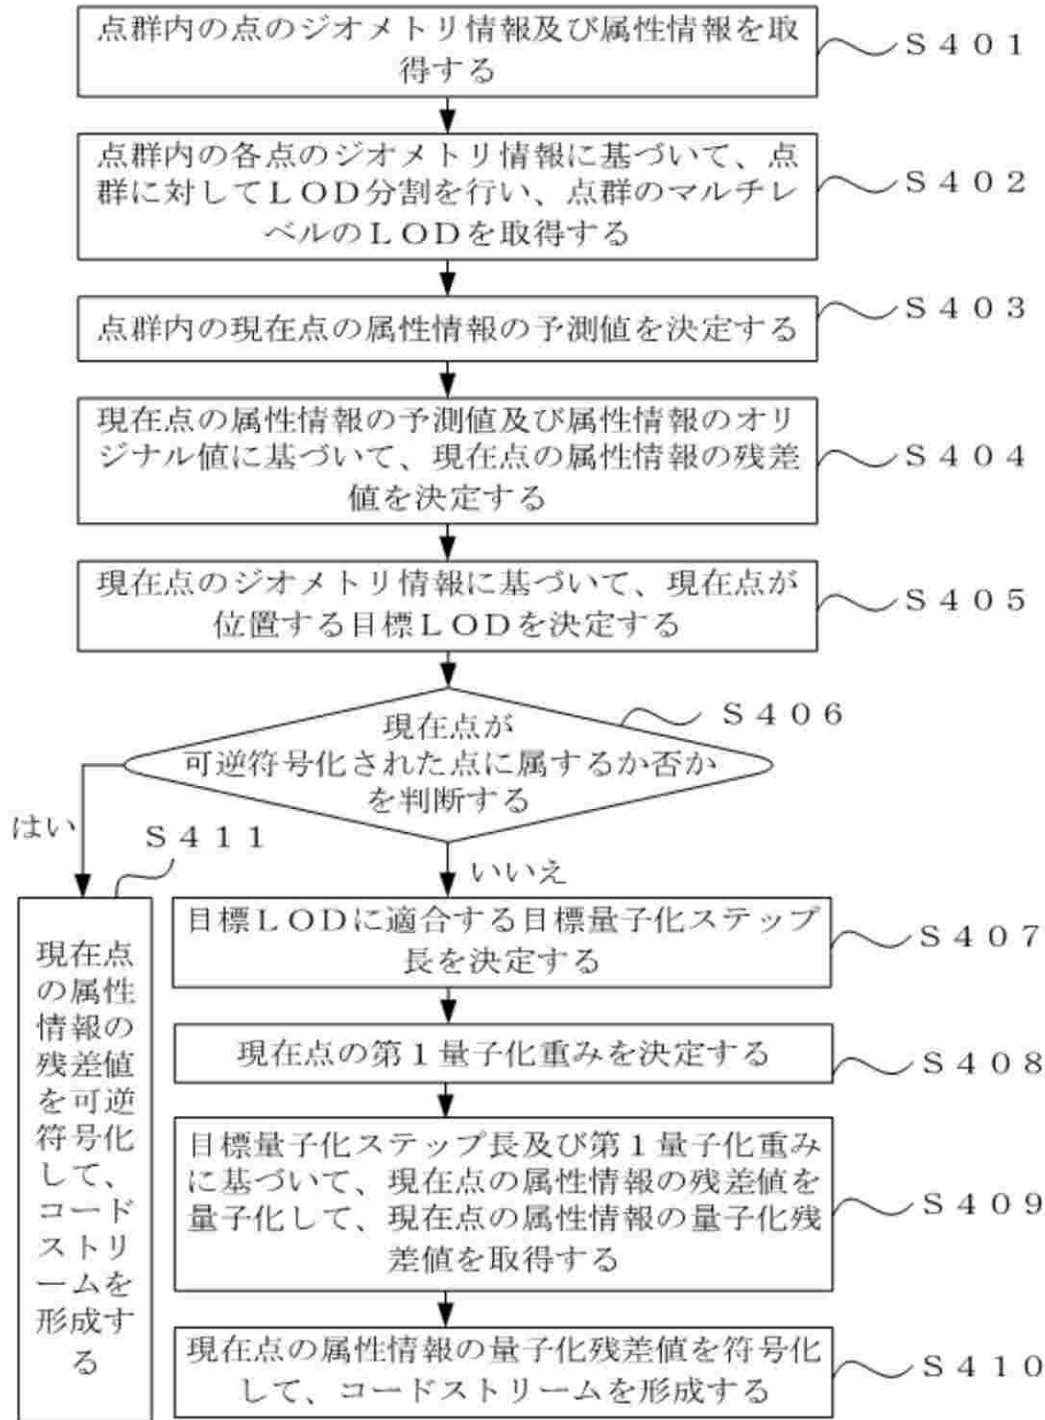 点群内の点のジオメトリ情報及び属性情報を取
得する
S401
点群内の各点のジオメトリ情報に基づいて、点
群に対してLOD分割を行い、点群のマルチレ
ベルのLODを取得する
S402
点群内の現在点の属性情報の予測値を決定する
S403
現在点の属性情報の予測値及び属性情報のオリ
ジナル値に基づいて、現在点の属性情報の残差
値を決定する
S404
現在点のジオメトリ情報に基づいて、現在点が
位置する目標LODを決定する
S405
現在点が
可逆符号化された点に属するか否か
を判断する
S406
はい
いいえ
S411
現在点
の属性
情報の
残差値
を可逆
符号化
して、
コード
ストリ
ームを
形成す
る
目標LODに適合する目標量子化ステップ
長を決定する
S407
現在点の第1量子化重みを決定する
S408
目標量子化ステップ長及び第1量子化重み
に基づいて、現在点の属性情報の残差値を
量子化して、現在点の属性情報の量子化残
差値を取得する
S409
現在点の属性情報の量子化残差値を符号化
して、コードストリームを形成する
S410